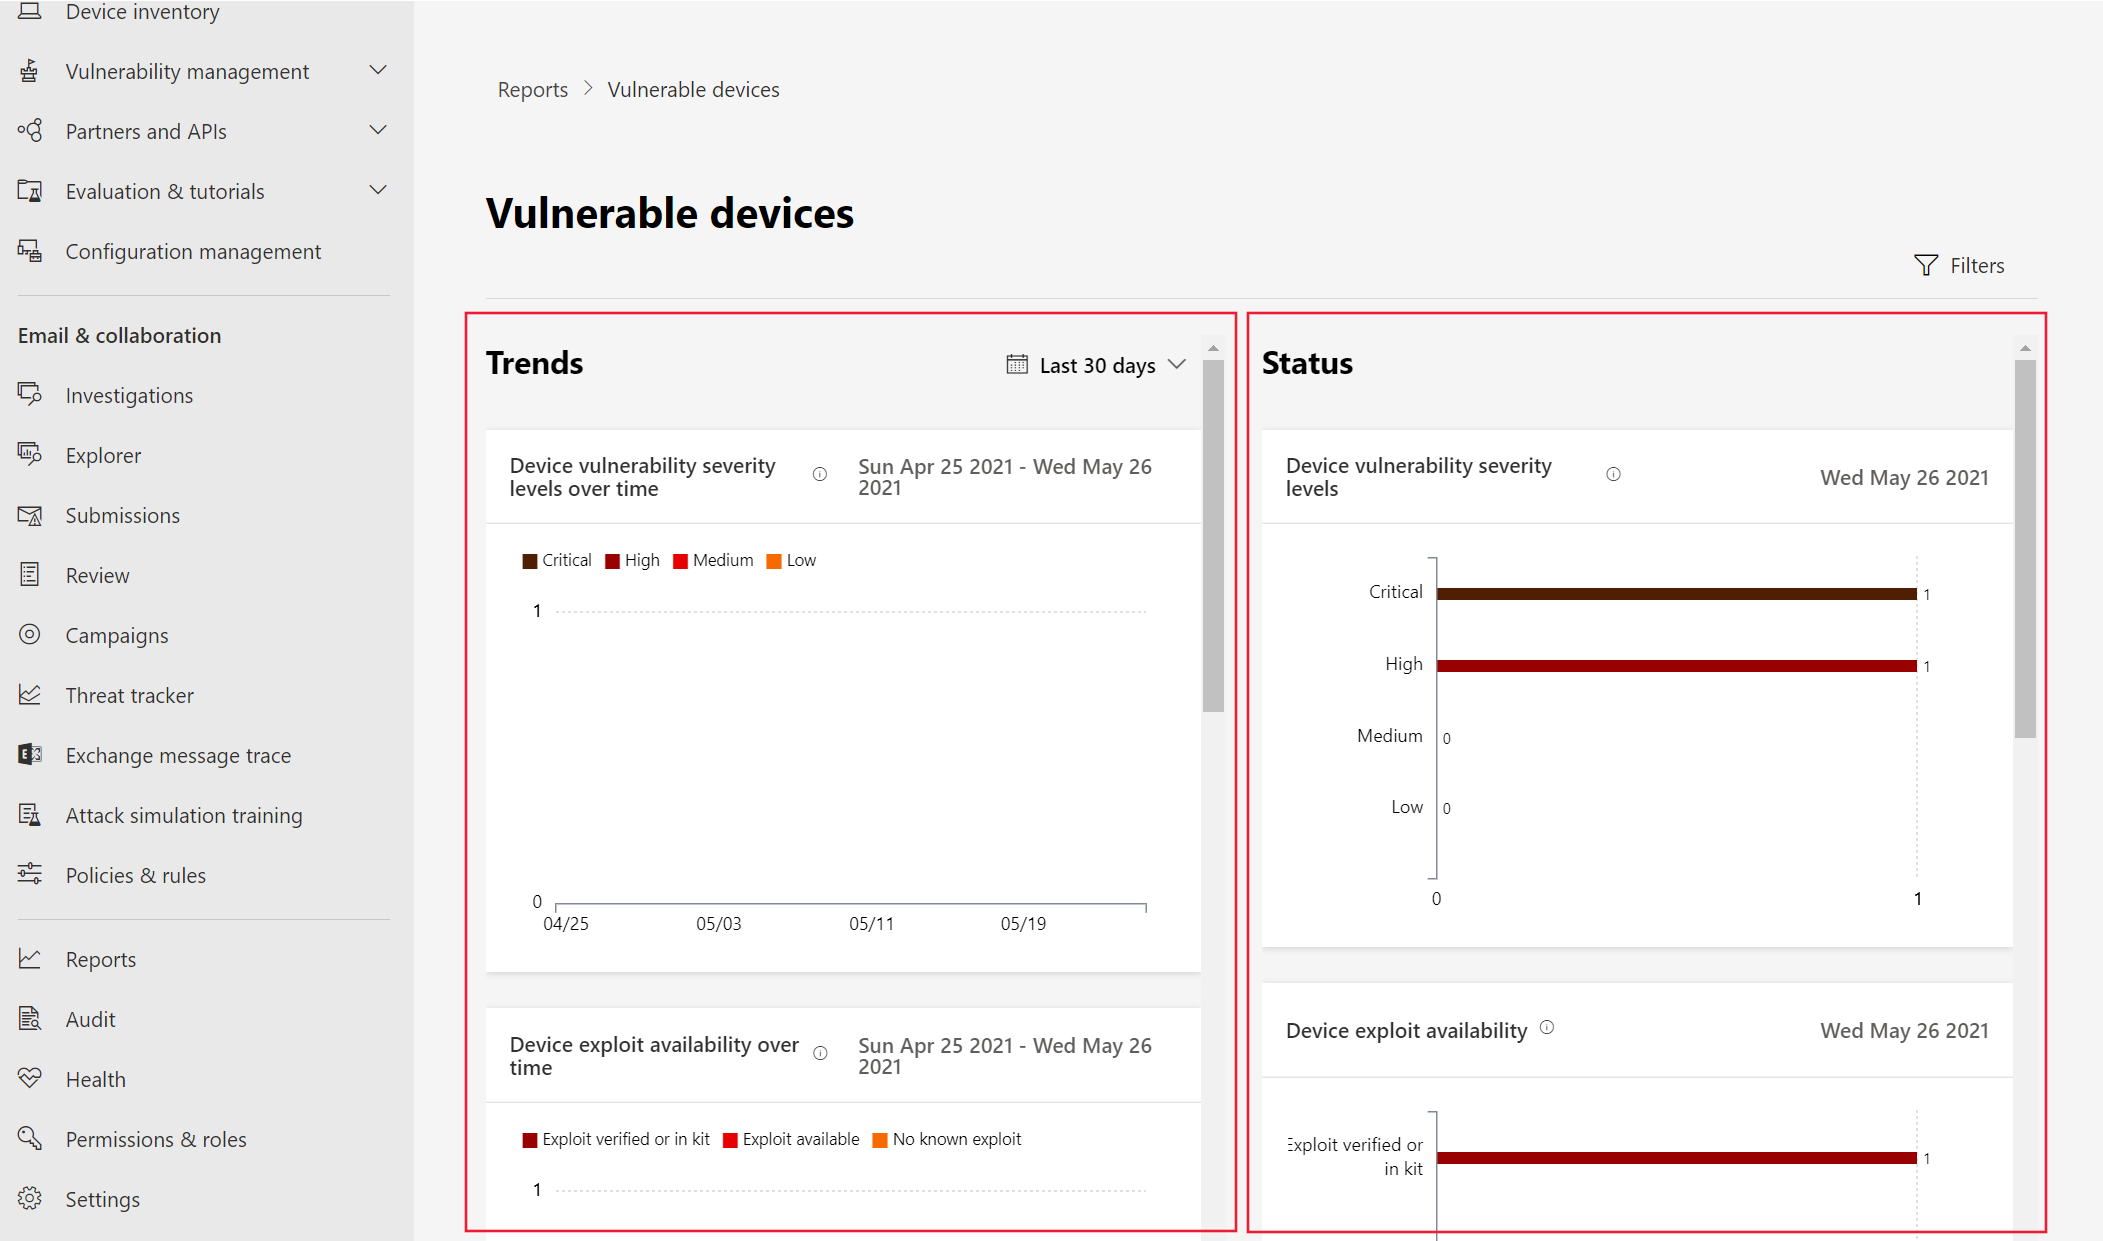 Device inventory
Vulnerability management
Partners and APIs
Evaluation & tutorials
Configuration management
Email & collaboration
Investigations
Explorer
Submissions
Review
Campaigns
Threat tracker
Exchange message trace
Attack simulation training
Policies & rules
Reports
Audit
Health
Permissions & roles
Settings
Reports > Vulnerable devices
Vulnerable devices
Filters
Trends
Last 30 days
Device vulnerability severity
levels over time
Sun Apr 25 2021 - Wed May 26
2021
Critical High Medium Low
1
0
04/25 05/03 05/11 05/19
Device exploit availability over
time
Sun Apr 25 2021 - Wed May 26
2021
Exploit verified or in kit Exploit available No known exploit
1
Status
Device vulnerability severity
levels
Wed May 26 2021
Critical 1
High 1
Medium 0
Low 0
0 1
Device exploit availability
Wed May 26 2021
Exploit verified or
in kit
1